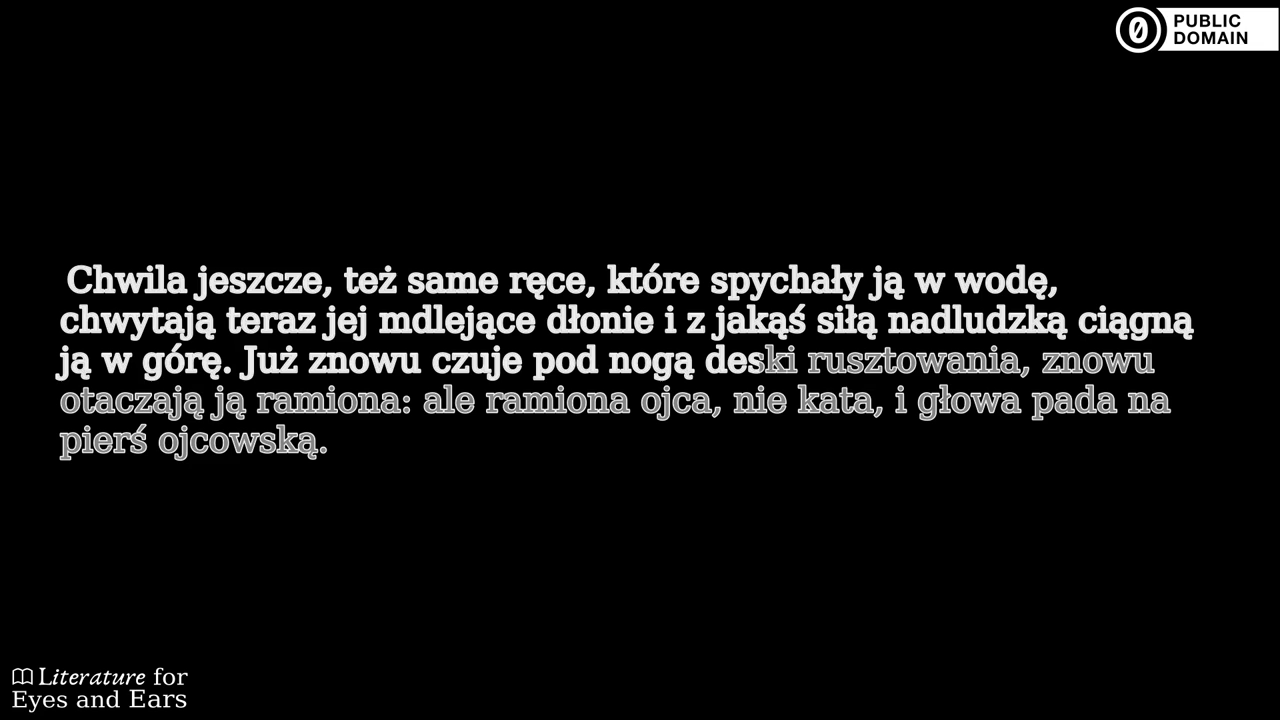 PUBLIC
DOMAIN
Chwila jeszcze, też same ręce, które spychały ją w wodę,
chwytają teraz jej mdlejące dłonie i z jakąś siłą nadludzką ciągną
ją w górę. Już znowu czuje pod nogą deski rusztowania, znowu
otaczają ją ramiona: ale ramiona ojca, nie kata, i głowa pada na
pierś ojcowską.
Literature for
Eyes and Ears